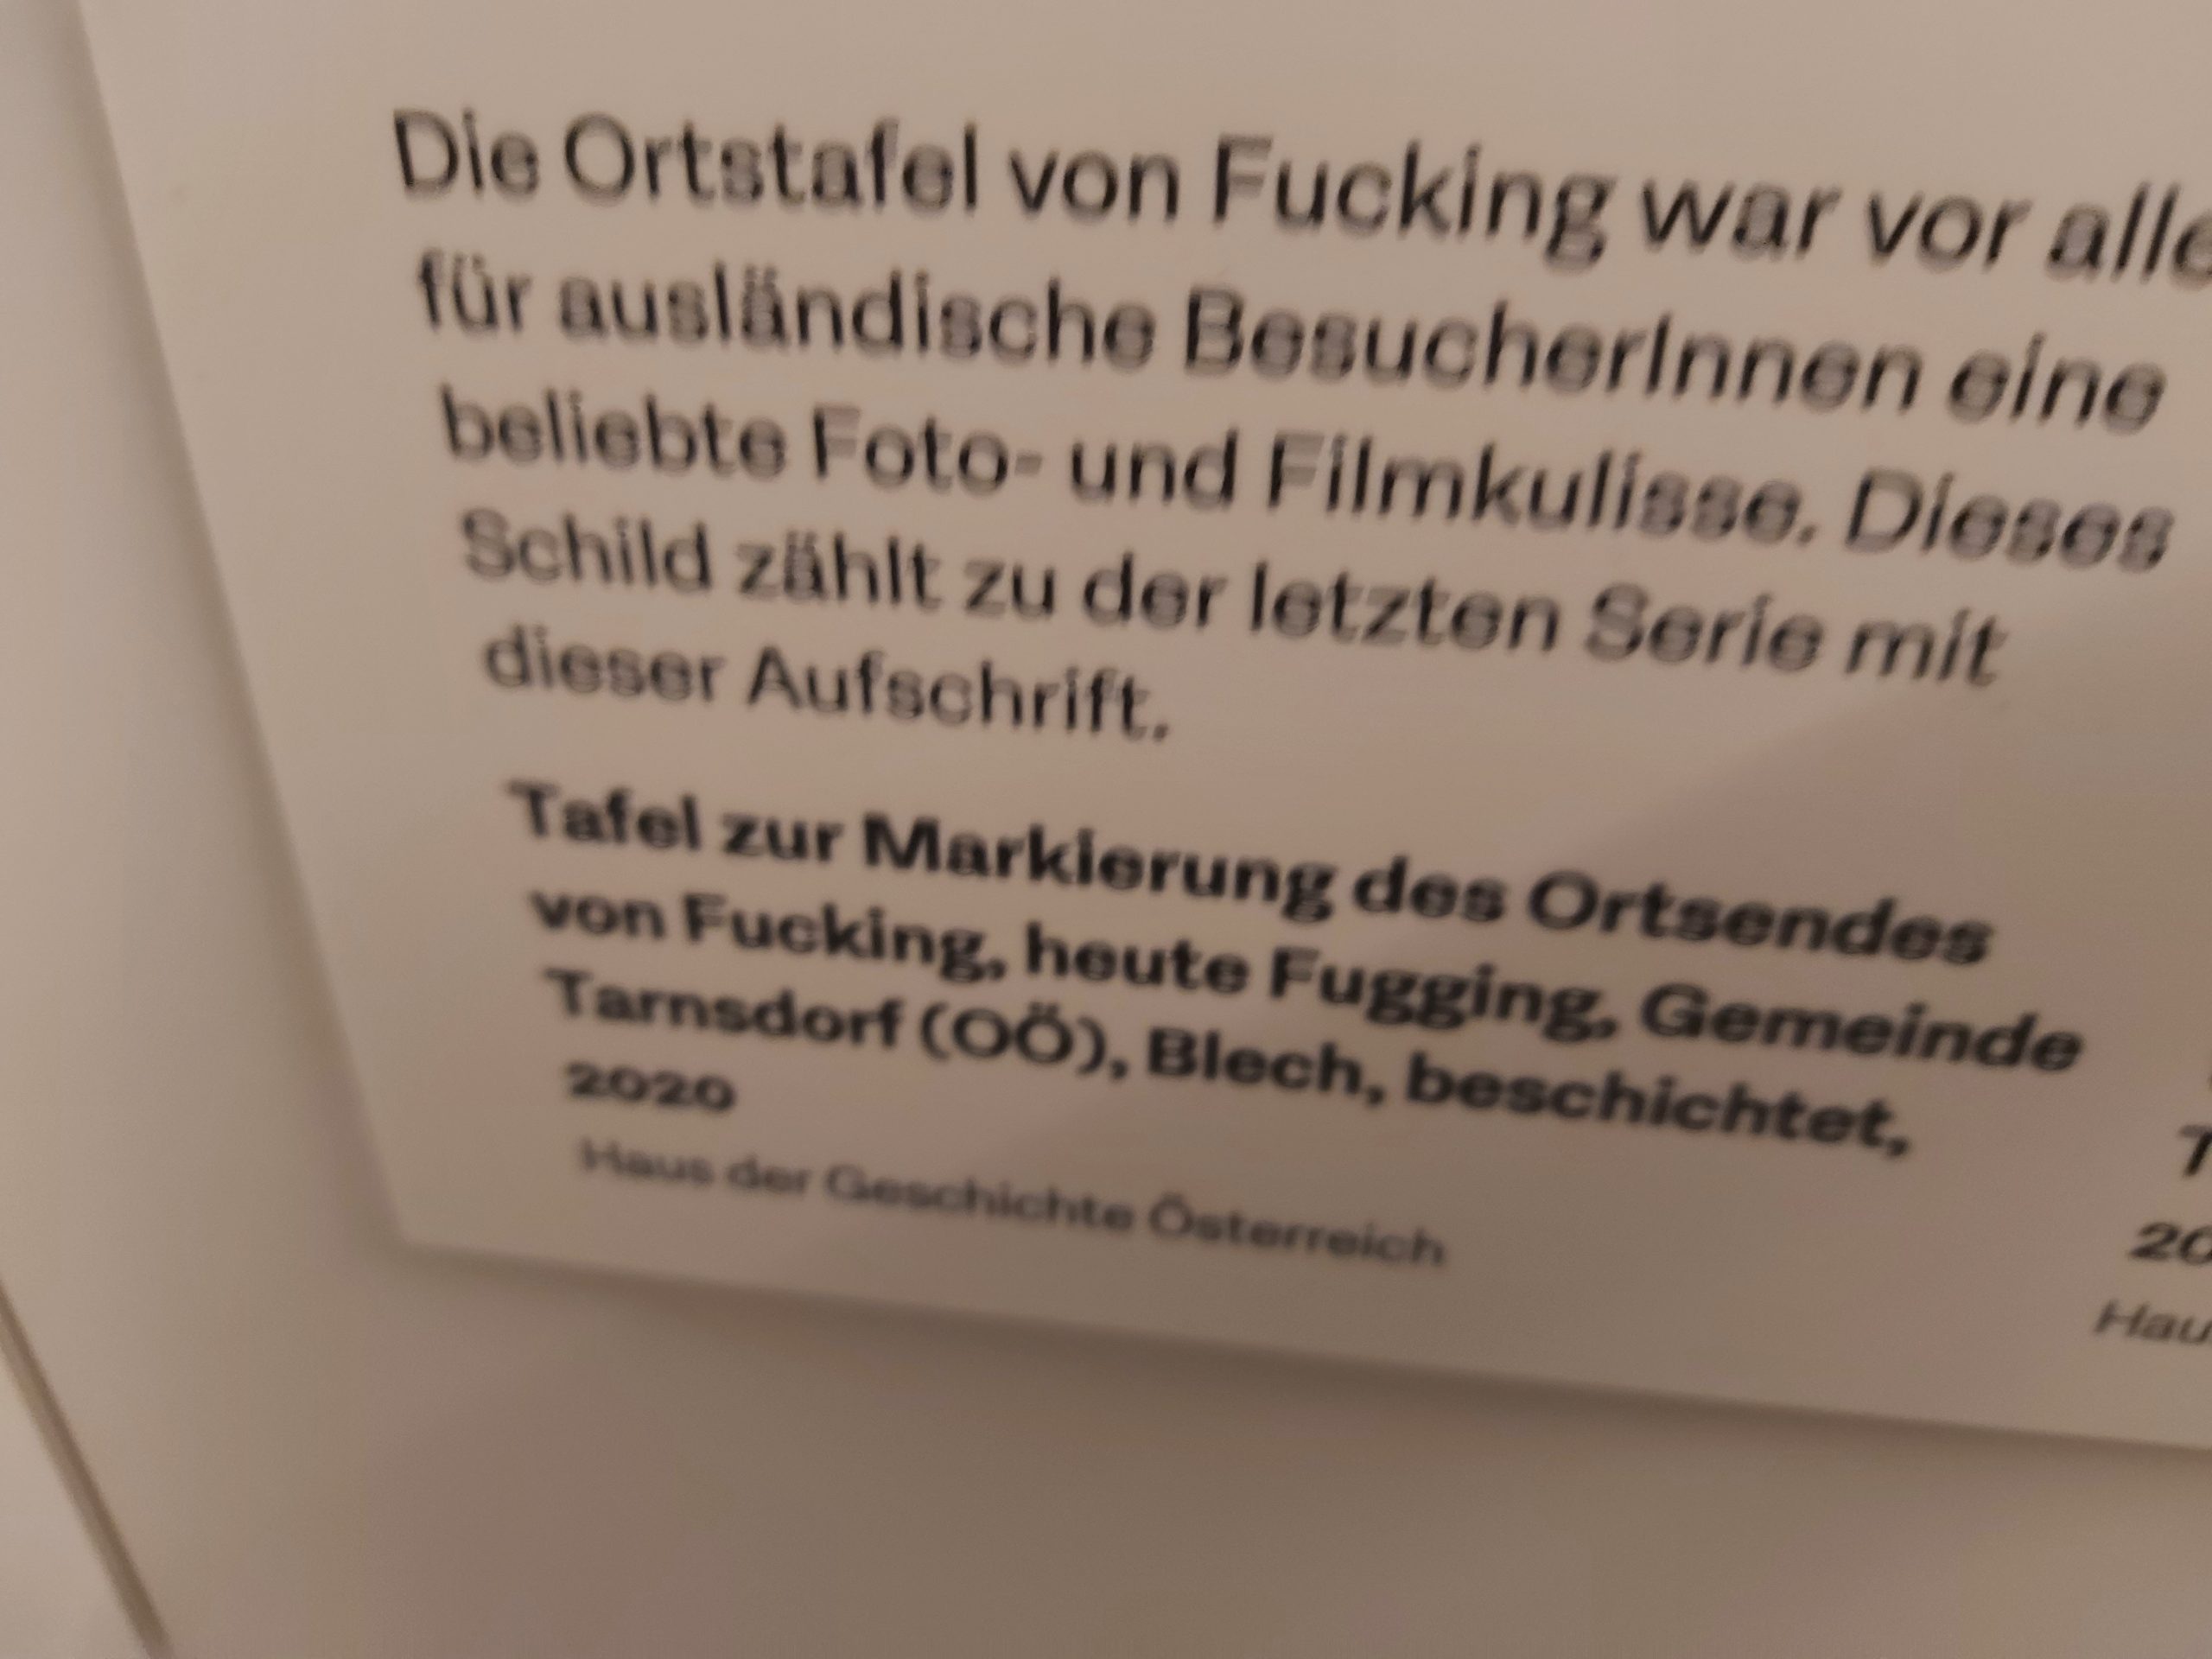 Die Ortstafel von Fucking war vor alle
für ausländische BesucherInnen eine
beliebte Foto- und Filmkulisse. Dieses
Schild zählt zu der letzten Serie mit
dieser Aufschrift.
Tafel zur Markierung des Ortsendes
von Fucking, heute Fugging, Gemeinde
Tarnsdorf (OÖ), Blech, beschichtet,
2020
Haus der Geschichte Österreich
T
20
Hau